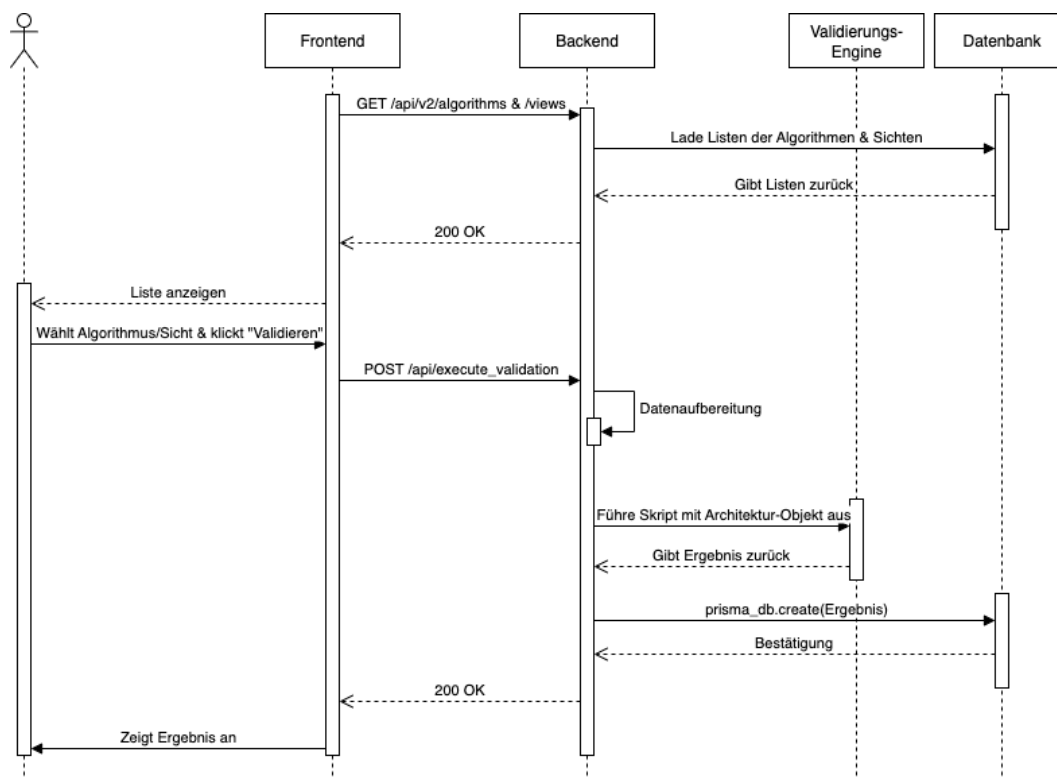 Frontend
Backend
Validierungs-
Engine
Datenbank
GET /api/v2/algorithms & /views
Lade Listen der Algorithmen & Sichten
Gibt Listen zurück
200 OK
Liste anzeigen
Wählt Algorithmus/Sicht & klickt "Validieren"
POST /api/execute_validation
Datenaufbereitung
Führe Skript mit Architektur-Objekt aus
Gibt Ergebnis zurück
prisma_db.create(Ergebnis)
Bestätigung
200 OK
Zeigt Ergebnis an